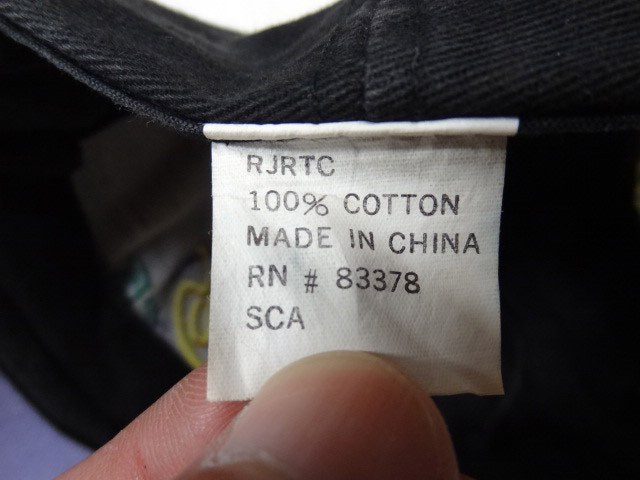 RJRTC
100% COTTON
MADE IN CHINA
RN # 83378
SCA